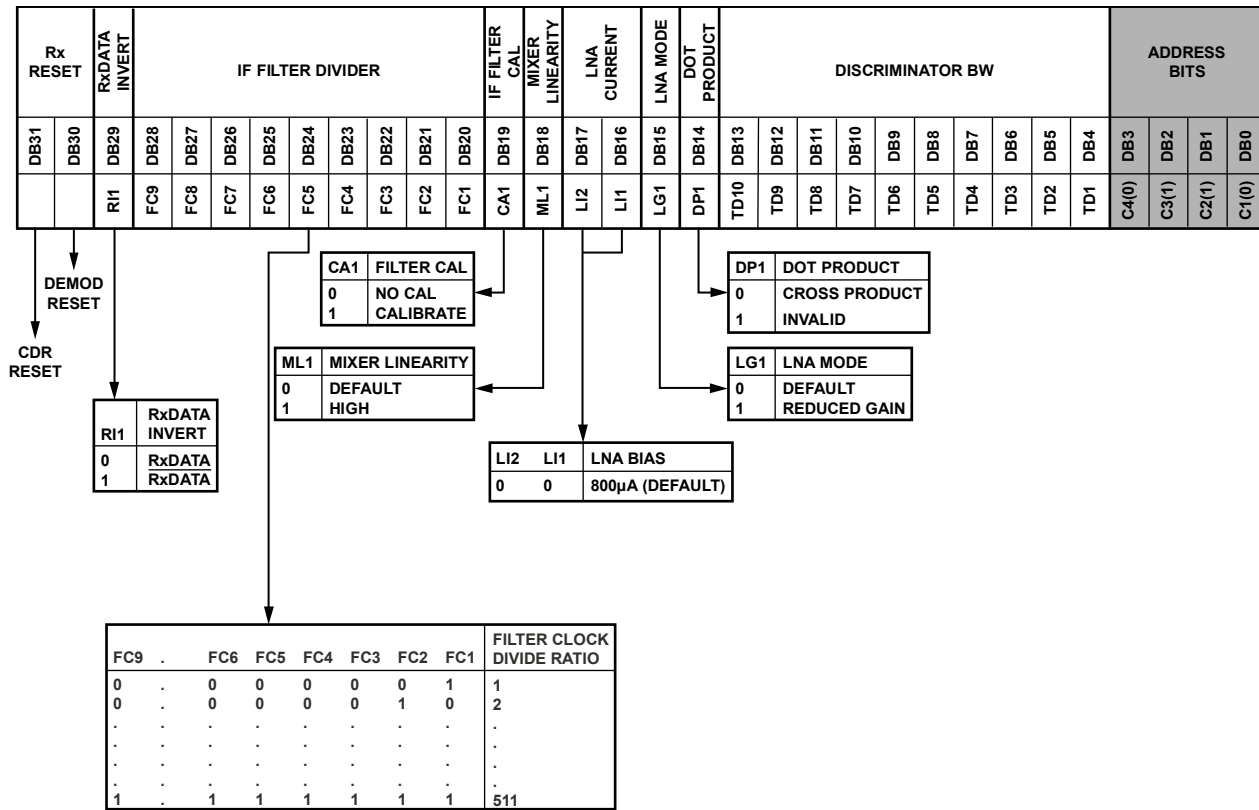 Rx
RESET
RxDATA
INVERT
IF FILTER DIVIDER
IF FILTER
CAL
MIXER
LINEARITY
LNA
CURRENT
LNA MODE
DOT
PRODUCT
DISCRIMINATOR BW
ADDRESS
BITS
DB31 DB30 DB29 DB28 DB27 DB26 DB25 DB24 DB23 DB22 DB21 DB20 DB19 DB18 DB17 DB16 DB15 DB14 DB13 DB12 DB11 DB10 DB9 DB8 DB7 DB6 DB5 DB4 DB3 DB2 DB1 DB0
RI1 FC9 FC8 FC7 FC6 FC5 FC4 FC3 FC2 FC1 CA1 ML1 LI2 LI1 LG1 DP1 TD10 TD9 TD8 TD7 TD6 TD5 TD4 TD3 TD2 TD1 C4(0) C3(1) C2(1) C1(0)
DEMOD
RESET
CDR
RESET
CA1 FILTER CAL
0 NO CAL
1 CALIBRATE
DP1 DOT PRODUCT
0 CROSS PRODUCT
1 INVALID
ML1 MIXER LINEARITY
0 DEFAULT
1 HIGH
LG1 LNA MODE
0 DEFAULT
1 REDUCED GAIN
RI1 RxDATA
INVERT
0 RxDATA
1 RxDATA
LI2 LI1 LNA BIAS
0 0 800µA (DEFAULT)
FC9 . FC6 FC5 FC4 FC3 FC2 FC1 FILTER CLOCK
DIVIDE RATIO
0 . 0 0 0 0 0 1 1
0 . 0 0 0 0 1 0 2
. . . . . . . . .
. . . . . . . . .
. . . . . . . . .
. . . . . . . . .
1 . 1 1 1 1 1 1 511